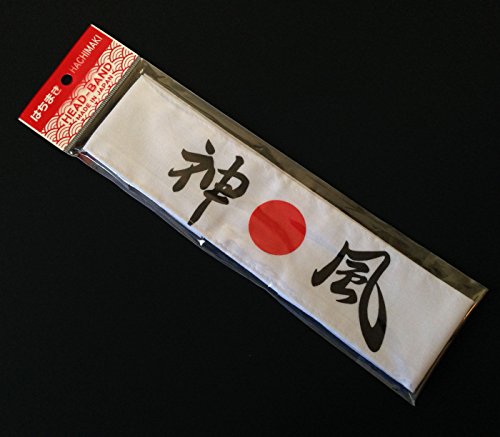 はちまき HACHIMAKI
HEAD-BAND
MADE IN JAPAN
神風